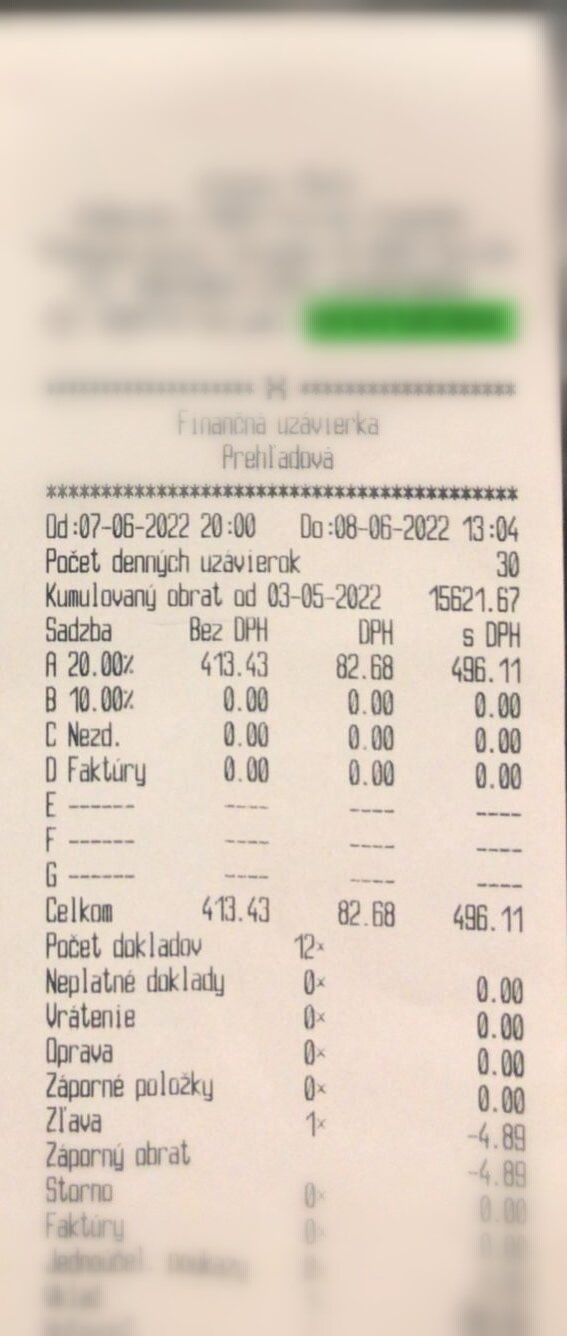 Finančná uzávierka
Prehľadová
******************************************
Od:07-06-2022 20:00 Do:08-06-2022 13:04
Počet denných uzávierok 30
Kumulovaný obrat od 03-05-2022 15621.67
Sadzba Bez DPH DPH s DPH
A 20.00% 413.43 82.68 496.11
B 10.00% 0.00 0.00 0.00
C Nezd. 0.00 0.00 0.00
D Faktúry 0.00 0.00 0.00
E ------ ---- ---- ----
F ------ ---- ---- ----
G ------ ---- ---- ----
Celkom 413.43 82.68 496.11
Počet dokladov 12×
Neplatné doklady 0× 0.00
Vrátenie 0× 0.00
Oprava 0× 0.00
Záporné položky 0× 0.00
Zľava 1× -4.89
Záporný obrat -4.89
Storno 0× 0.00
Faktúry 0× 0.00